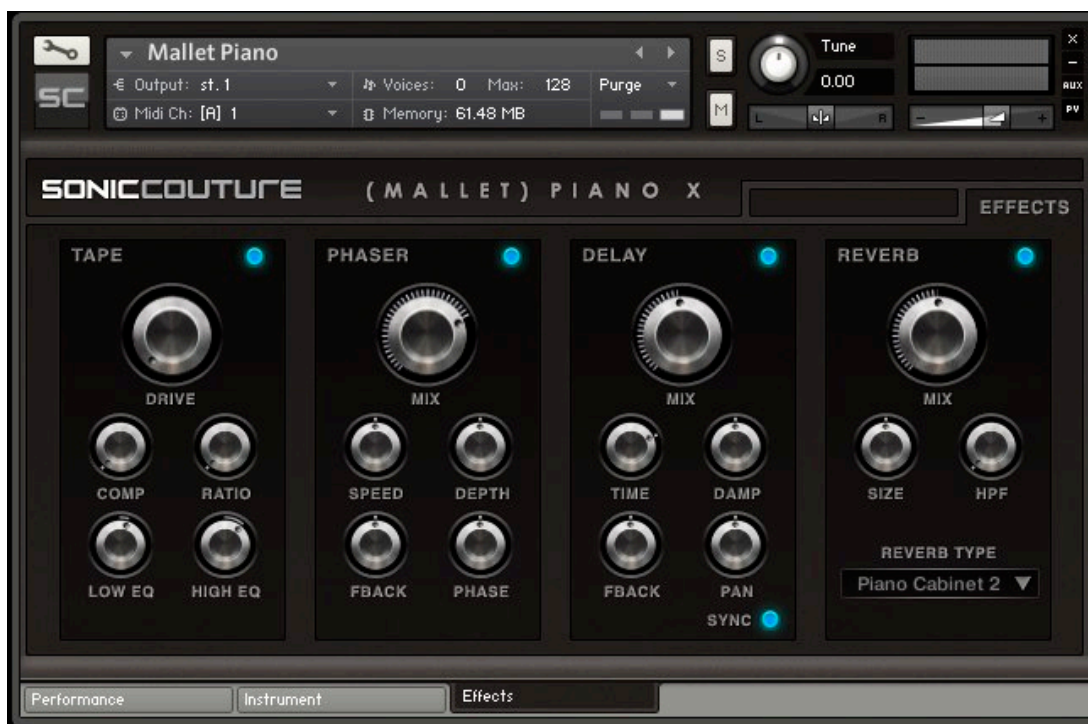 Mallet Piano
S
Tune
X
Output: st. 1
Voices: 0 Max: 128
Purge
0.00
-
AUX
SC
Midi Ch: [A] 1
Memory: 61.48 MB
M
L
R
-
+
PV
SONICCOUTURE
(MALLET) PIANO X
EFFECTS
TAPE
PHASER
DELAY
REVERB
DRIVE
MIX
MIX
MIX
COMP
RATIO
SPEED
DEPTH
TIME
DAMP
SIZE
HPF
LOW EQ
HIGH EQ
FBACK
PHASE
FBACK
PAN
REVERB TYPE
Piano Cabinet 2
SYNC
Performance
Instrument
Effects